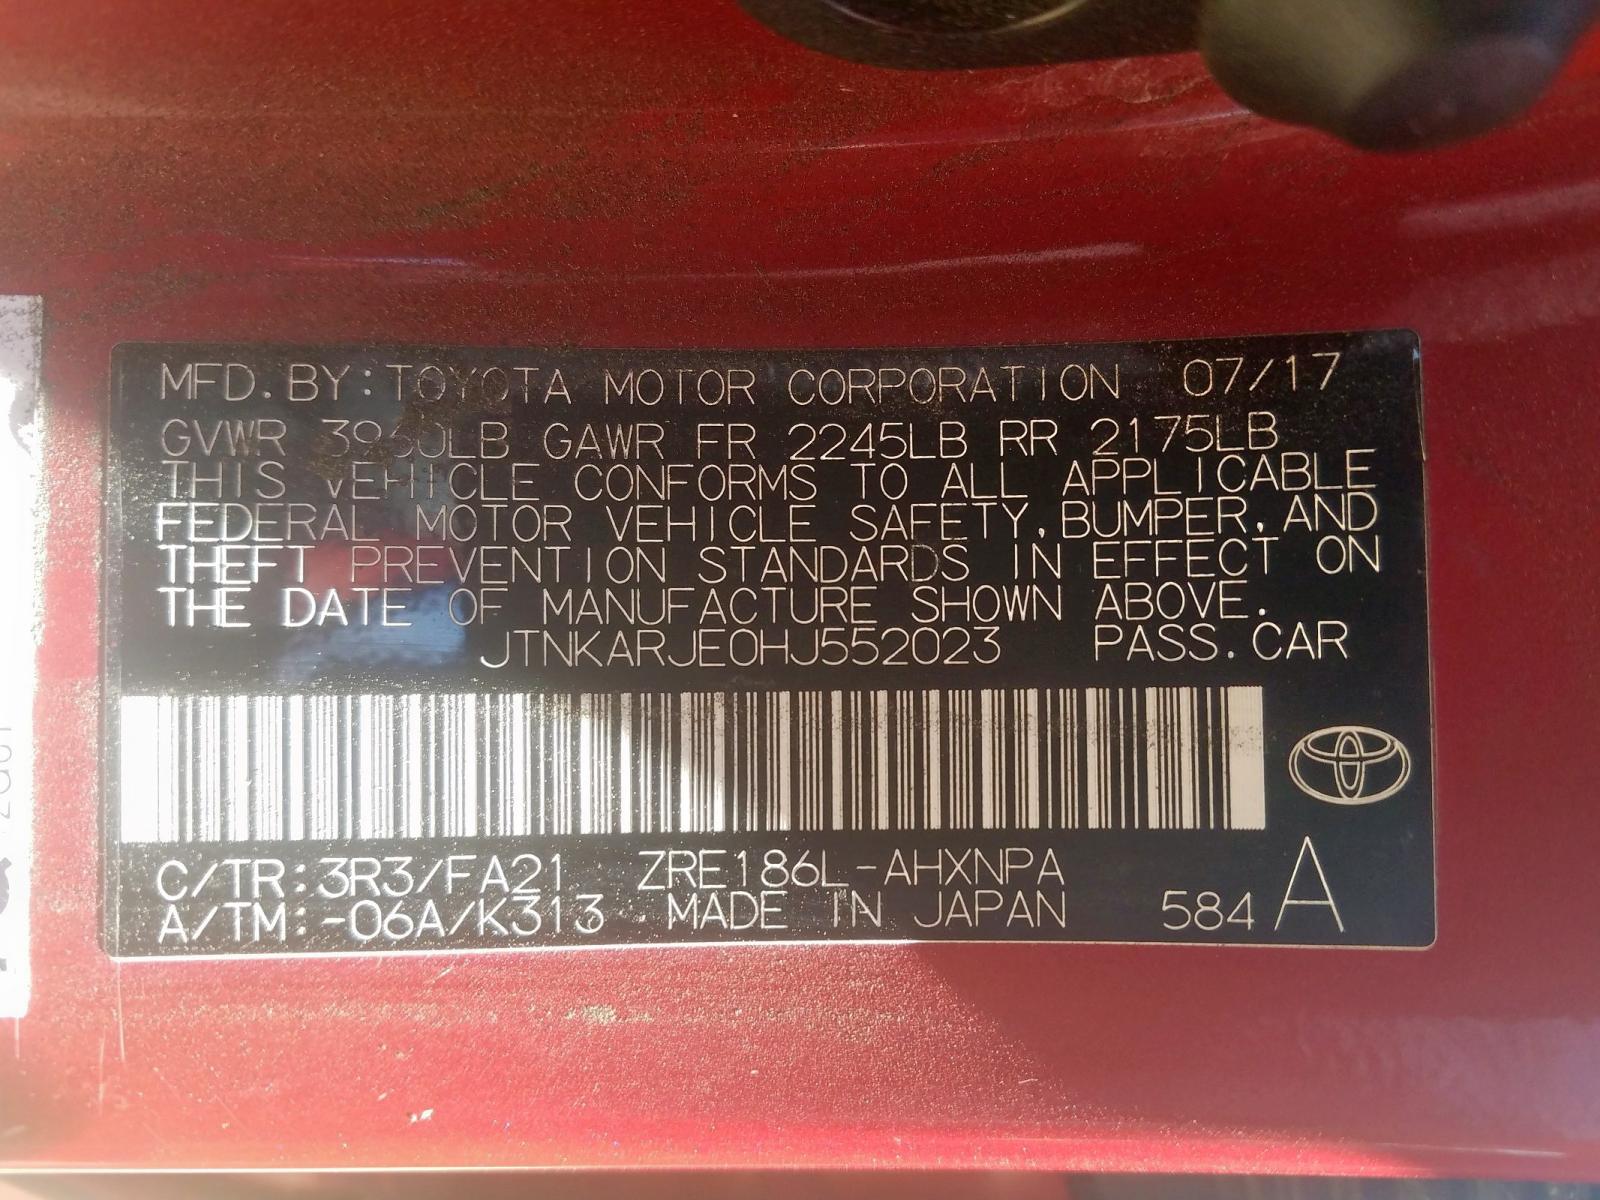 MFD.BY:TOYOTA MOTOR CORPORATION 07/17
GVWR GAWR FR 2245LB RR 2175LB
THIS VEHICLE CONFORMS TO ALL APPLICABLE
FEDERAL MOTOR VEHICLE SAFETY, BUMPER, AND
THEFT PREVENTION STANDARDS IN EFFECT ON
THE DATE OF MANUFACTURE SHOWN ABOVE.
JTNKARJE0HJ552023 PASS.CAR
C/TR:3R3/FA21 ZRE186L-AHXNPA
A/TM:-06A/K313 MADE IN JAPAN 584 A